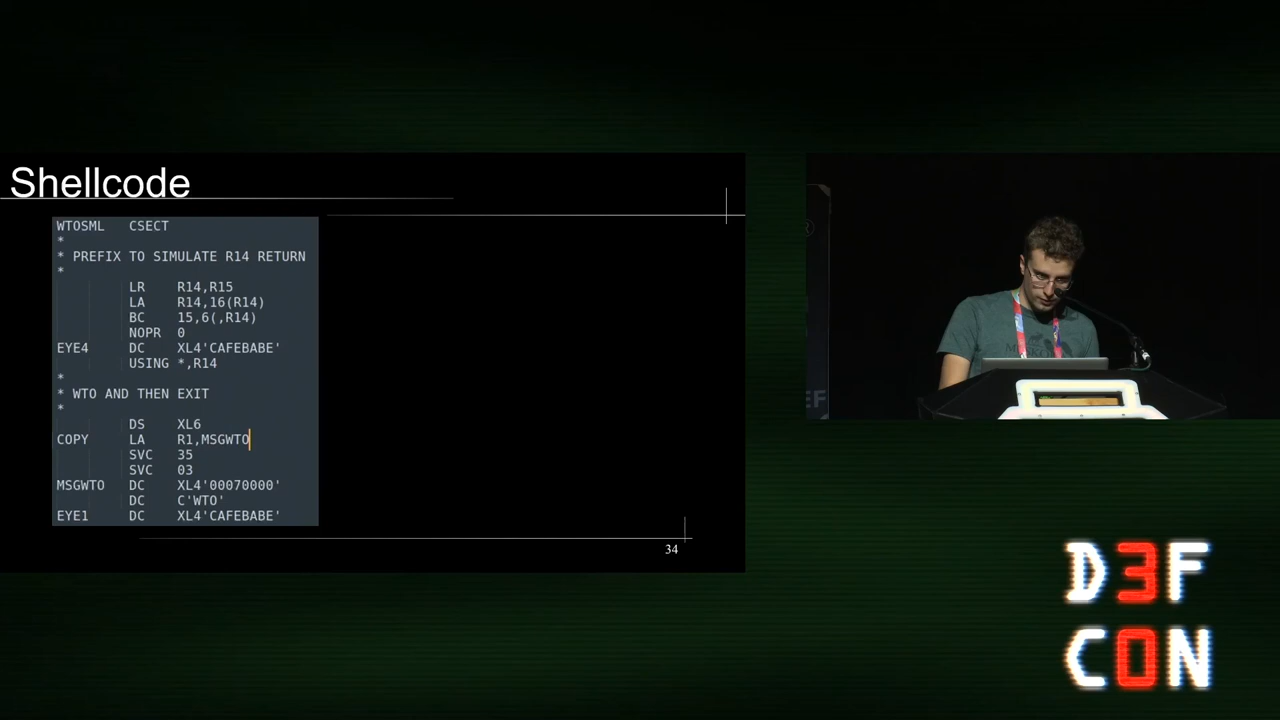 Shellcode
WTOSML CSECT
*
* PREFIX TO SIMULATE R14 RETURN
*
LR R14,R15
LA R14,16(R14)
BC 15,6(,R14)
NOPR 0
EYE4 DC XL4'CAFEBABE'
USING *,R14
*
* WTO AND THEN EXIT
*
DS XL6
COPY LA R1,MSGWTO
SVC 35
SVC 03
MSGWTO DC XL4'00070000'
DC C'WTO'
EYE1 DC XL4'CAFEBABE'
34
EF
D3F
C0N